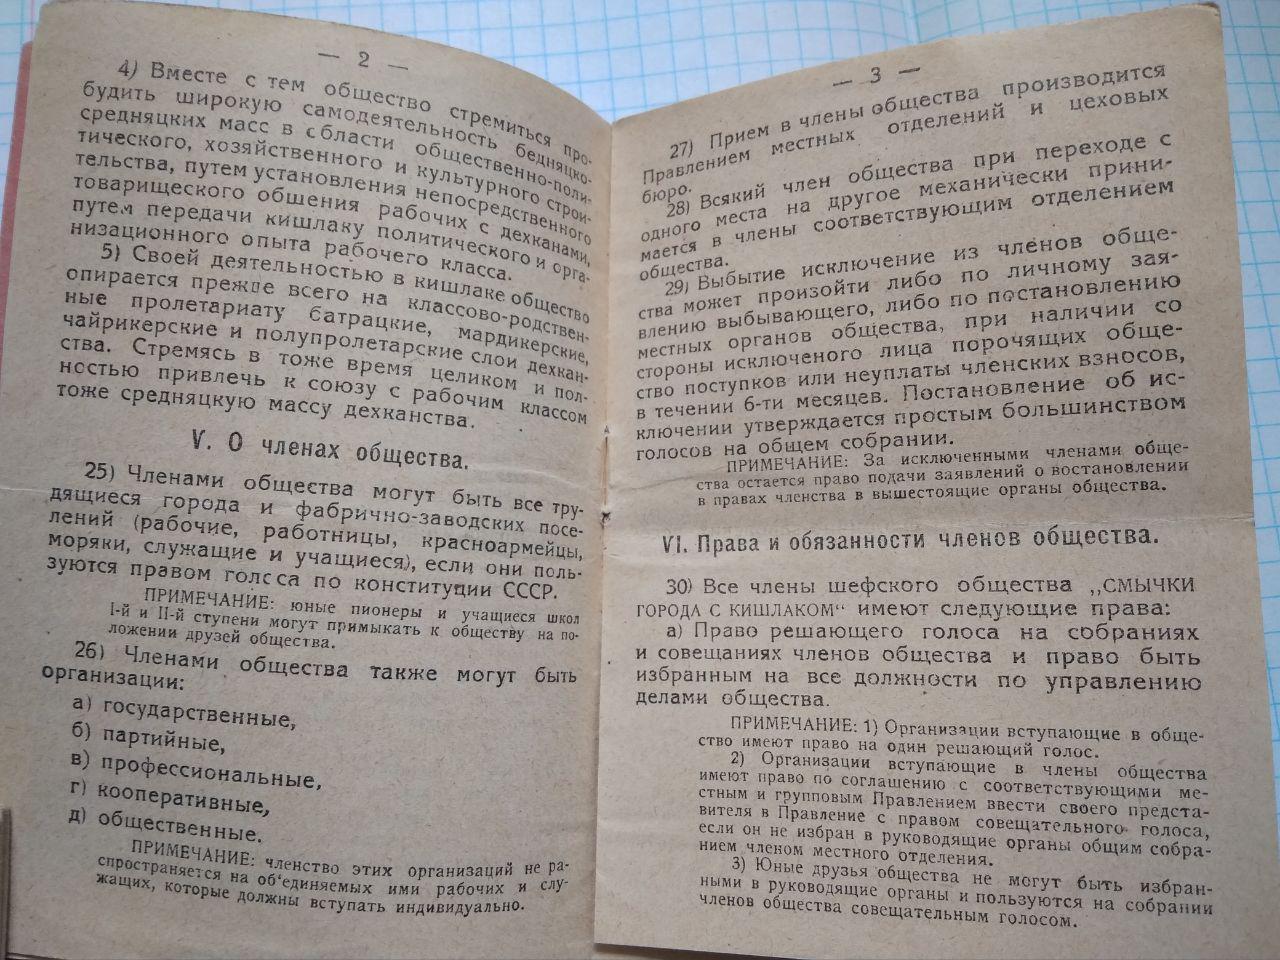 — 2 —
4) Вместе с тем общество стремиться про-
будить широкую самодеятельность бедняцко-
средняцких масс в сбласти общественно-поли-
тического, хозяйственного и культурного строи-
тельства, путем установления непосредственного
товарищеского общения рабочих с дехканами,
путем передачи кишлаку политического и орга-
низационного опыта рабочего класса.
5) Своей деятельностью в кишлаке общество
опирается прежде всего на классово-родствен-
ные пролетариату батрацкие, мардикерские,
чайрикерские и полупролетарские слои дехкан-
ства. Стремясь в тоже время целиком и пол-
ностью привлечь к союзу с рабочим классом
тоже средняцкую массу дехканства.
V. О членах общества.
25) Членами общества могут быть все тру-
дящиеся города и фабрично-заводских посе-
лений (рабочие, работницы, красноармейцы,
моряки, служащие и учащиеся), если они поль-
зуются правом голсса по конституции СССР.
ПРИМЕЧАНИЕ: юные пионеры и учащиеся школ
I-й и II-й ступени могут примыкать к обществу на по-
ложении друзей общества.
26) Членами общества также могут быть
организации:
а) государственные,
б) партийные,
в) профессиональные,
г) кооперативные,
д) общественные.
ПРИМЕЧАНИЕ: членство этих организаций не ра-
спространяется на об'единяемых ими рабочих и слу-
жащих, которые должны вступать индивидуально.
— 3 —
27) Прием в члены общества производится
Правлением местных отделений и цеховых
бюро.
28) Всякий член общества при переходе с
одного места на другое механически прини-
мается в члены соответствующим отделением
общества.
29) Выбытие исключение из членов обще-
ства может произойти либо по личному зая-
влению выбывающего, либо по постановлению
местных органов общества, при наличии со
стороны исключеного лица порочящих обще-
ство поступков или неуплаты членских взносов,
в течении 6-ти месяцев. Постановление об ис-
ключении утверждается простым большинством
голосов на общем собрании.
ПРИМЕЧАНИЕ: За исключенными членами обще-
ства остается право подачи заявлений о востановлении
в правах членства в вышестоящие органы общества.
VI. Права и обязанности членов общества.
30) Все члены шефского общества „СМЫЧКИ
ГОРОДА С КИШЛАКОМ“ имеют следующие права:
а) Право решающего голоса на собраниях
и совещаниях членов общества и право быть
избранным на все должности по управлению
делами общества.
ПРИМЕЧАНИЕ: 1) Организации вступающие в обще-
ство имеют право на один решающий голос.
2) Организации вступающие в члены общества
имеют право по соглашению с соответствующими ме-
стным и групповым Правлением ввести своего предста-
вителя в Правление с правом совещательного голоса,
если он не избран в руководящие органы общим собра-
нием членом местного отделения.
3) Юные друзья общества не могут быть избран-
ными в руководящие органы и пользуются на собрании
членов общества совещательным голосом.